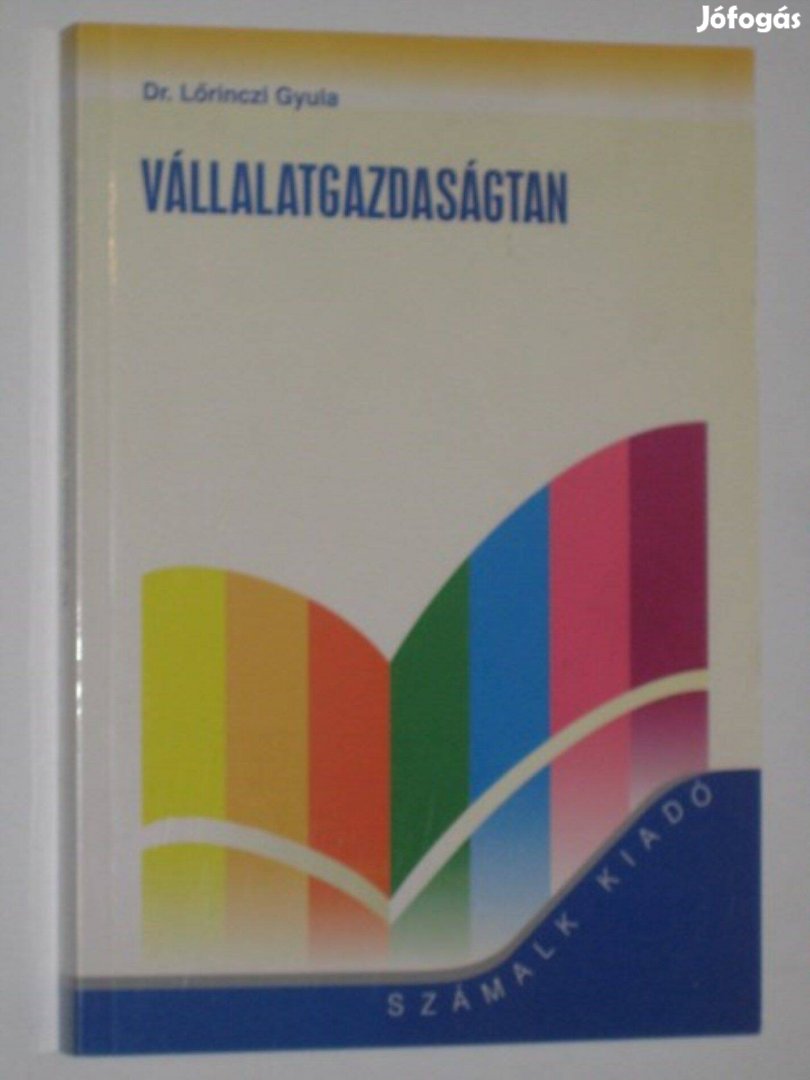 Jófogás
Dr. Lőrinczi Gyula
VÁLLALATGAZDASÁGTAN
SZÁMALK KIADÓ